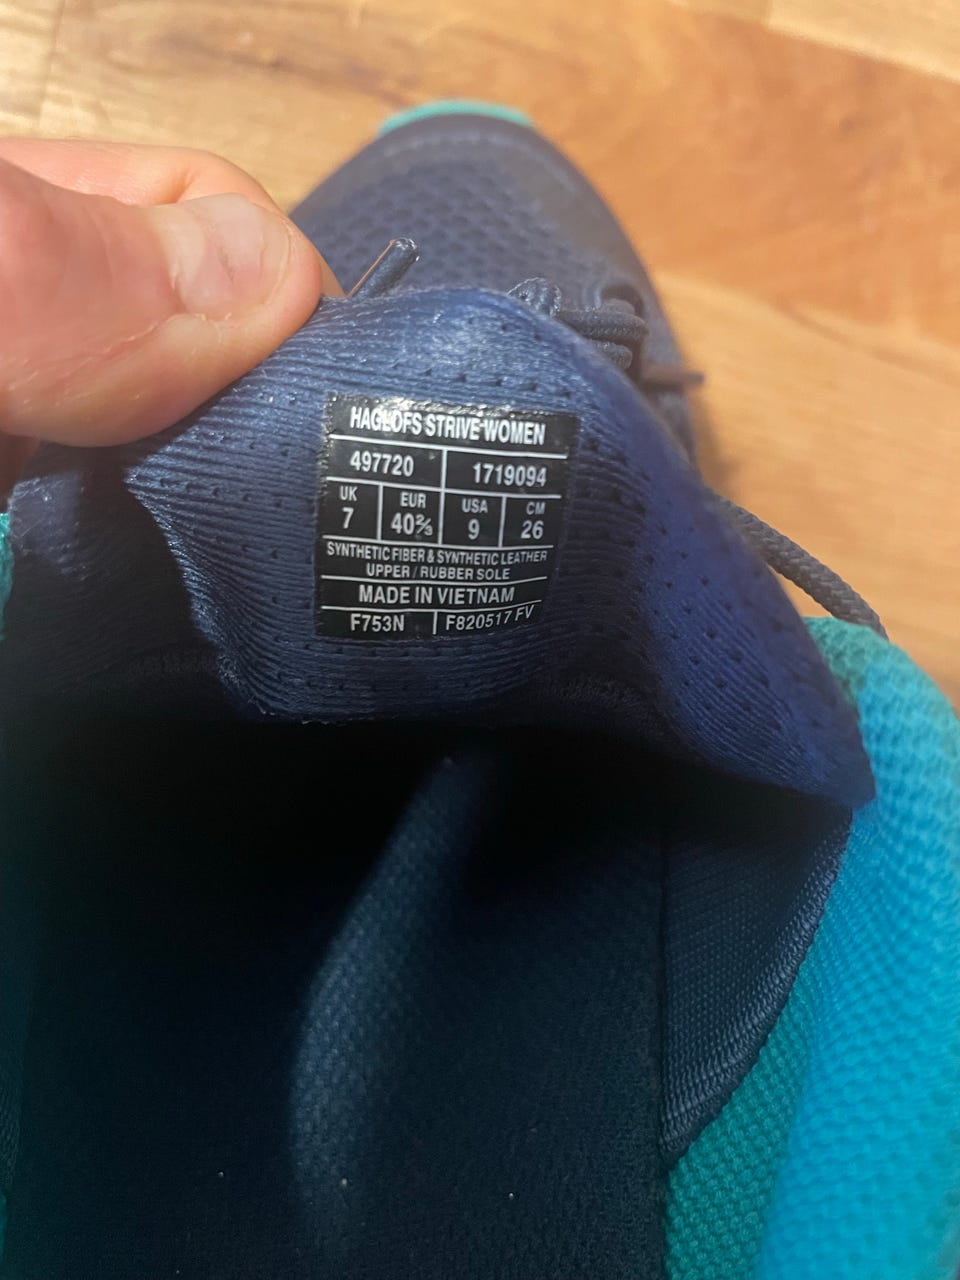 HAGLOFS STRIVE WOMEN
497720 1719094
UK EUR USA CM
7 40⅔ 9 26
SYNTHETIC FIBER & SYNTHETIC LEATHER
UPPER / RUBBER SOLE
MADE IN VIETNAM
F753N F820517 FV